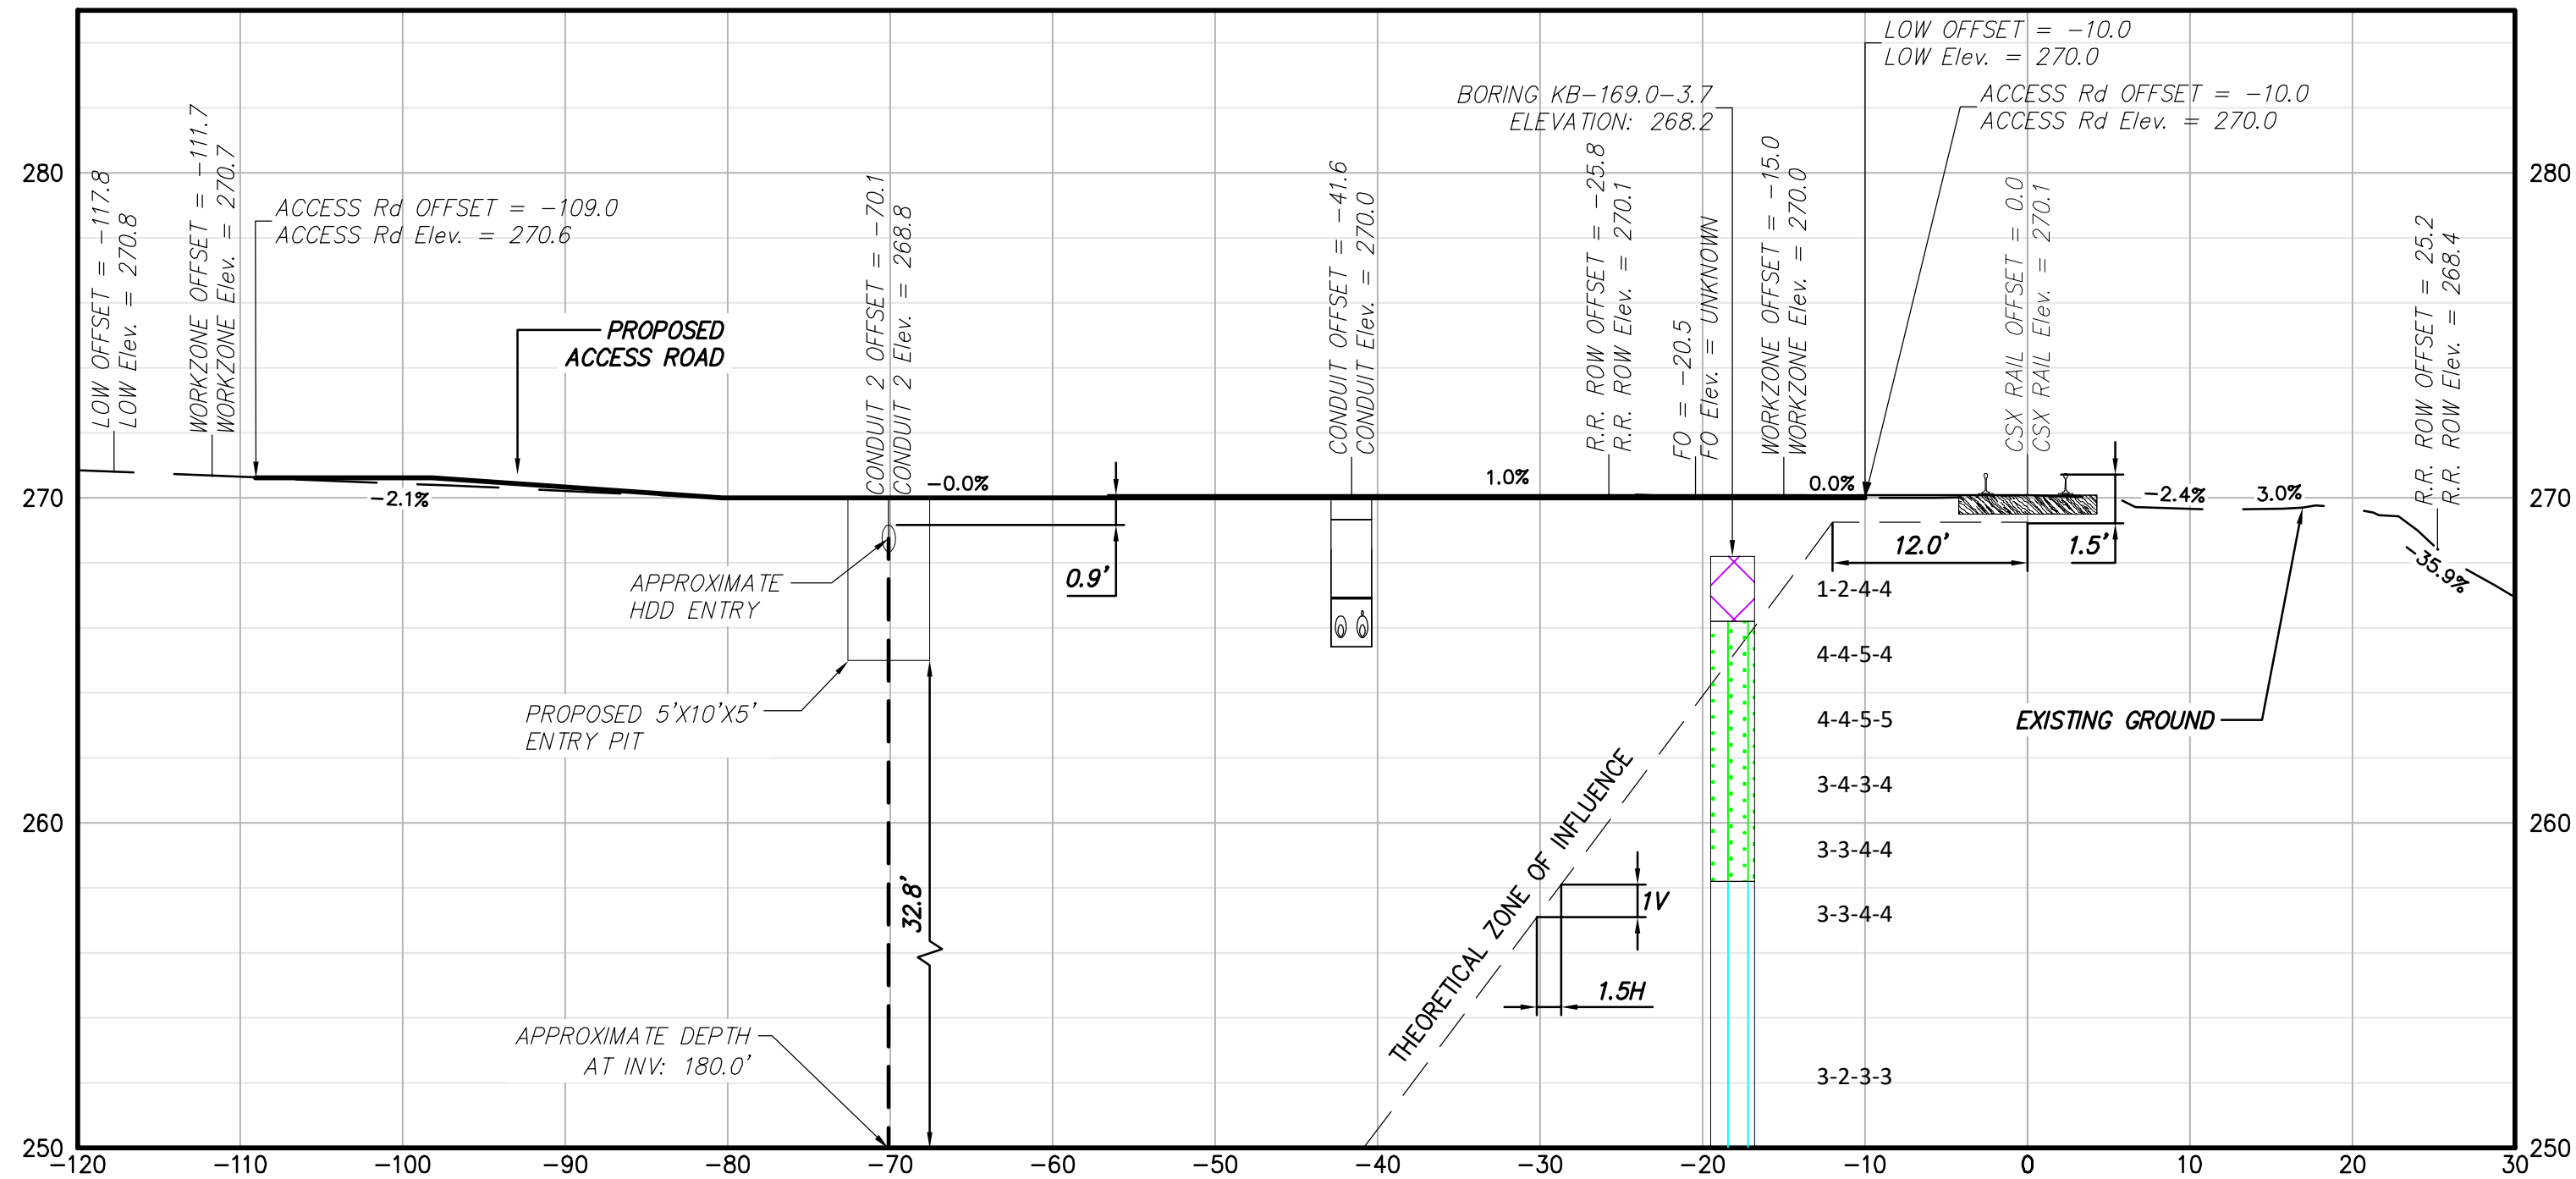 LOW OFFSET = -10.0
LOW Elev. = 270.0
BORING KB-169.0-3.7
ELEVATION: 268.2
ACCESS Rd OFFSET = -10.0
ACCESS Rd Elev. = 270.0
280
280
LOW OFFSET = -117.8
LOW Elev. = 270.8
WORKZONE OFFSET = -111.7
WORKZONE Elev. = 270.7
ACCESS Rd OFFSET = -109.0
ACCESS Rd Elev. = 270.6
PROPOSED
ACCESS ROAD
CONDUIT 2 OFFSET = -70.1
CONDUIT 2 Elev. = 268.8
CONDUIT OFFSET = -41.6
CONDUIT Elev. = 270.0
R.R. ROW OFFSET = -25.8
R.R. ROW Elev. = 270.1
FO = -20.5
FO Elev. = UNKNOWN
WORKZONE OFFSET = -15.0
WORKZONE Elev. = 270.0
CSX RAIL OFFSET = 0.0
CSX RAIL Elev. = 270.1
R.R. ROW OFFSET = 25.2
R.R. ROW Elev. = 268.4
270
-2.1%
-0.0%
1.0%
0.0%
-2.4%
3.0%
270
-35.9%
12.0'
1.5'
0.9'
APPROXIMATE
HDD ENTRY
1-2-4-4
4-4-5-4
PROPOSED 5'X10'X5'
ENTRY PIT
4-4-5-5
EXISTING GROUND
3-4-3-4
260
260
3-3-4-4
THEORETICAL ZONE OF INFLUENCE
32.8'
1V
3-3-4-4
1.5H
APPROXIMATE DEPTH
AT INV: 180.0'
3-2-3-3
250
250
-120 -110 -100 -90 -80 -70 -60 -50 -40 -30 -20 -10 0 10 20 30